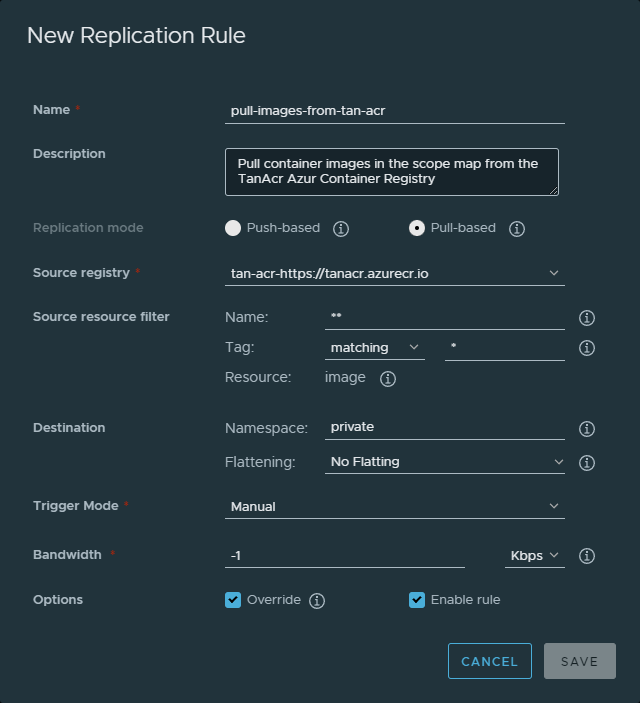 New Replication Rule
Name *
pull-images-from-tan-acr
Description
Pull container images in the scope map from the
TanAcr Azur Container Registry
Replication mode
Push-based
Pull-based
Source registry *
tan-acr-https://tanacr.azurecr.io
Source resource filter
Name:
**
Tag:
matching
*
Resource:
image
Destination
Namespace:
private
Flattening:
No Flatting
Trigger Mode *
Manual
Bandwidth *
-1
Kbps
Options
Override
Enable rule
CANCEL
SAVE